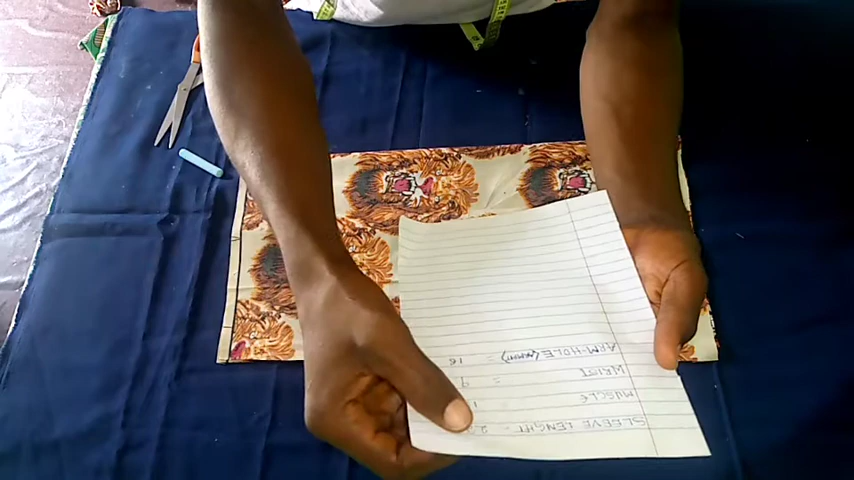 SLEEVE LENGHT =
MUSCLE
WRIST = 9
ARM-HOLE = 16